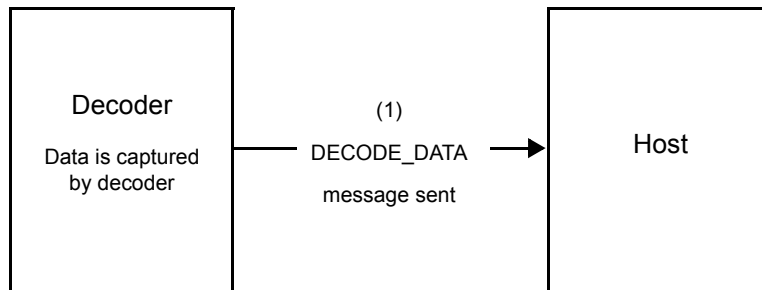 Decoder
Data is captured
by decoder
(1)
DECODE_DATA
message sent
Host